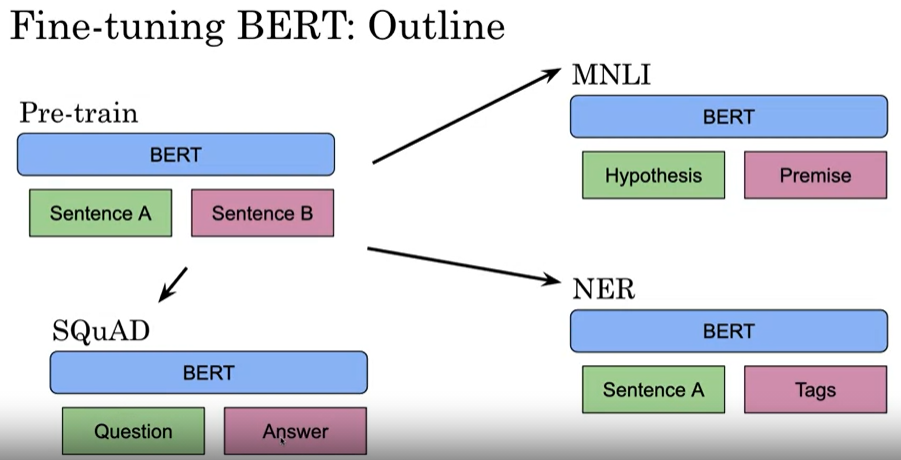 Fine-tuning BERT: Outline
Pre-train
BERT
Sentence A
Sentence B
SQuAD
BERT
Question
Answer
MNLI
BERT
Hypothesis
Premise
NER
BERT
Sentence A
Tags